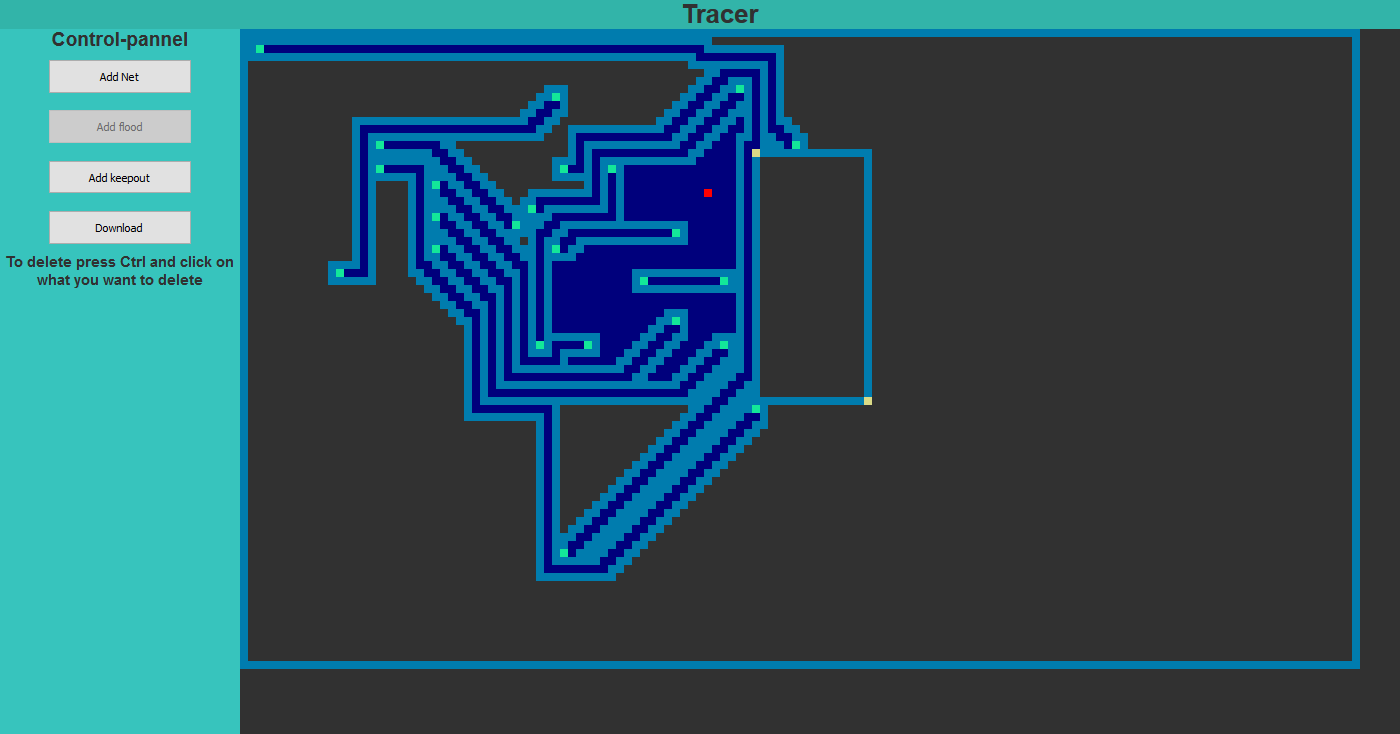 Tracer
Control-pannel
Add Net
Add flood
Add keepout
Download
To delete press Ctrl and click on
what you want to delete